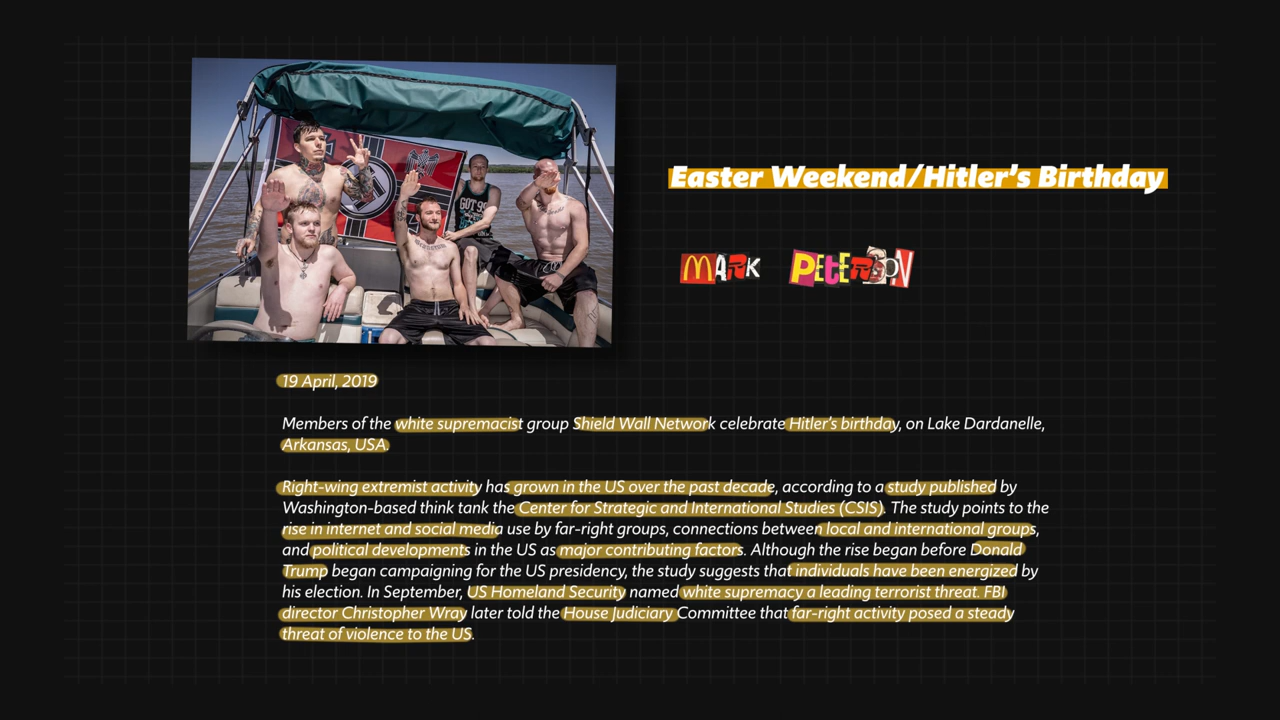 Easter Weekend/Hitler's Birthday
MARK PETERSON
19 April, 2019
Members of the white supremacist group Shield Wall Network celebrate Hitler's birthday, on Lake Dardanelle,
Arkansas, USA.
Right-wing extremist activity has grown in the US over the past decade, according to a study published by
Washington-based think tank the Center for Strategic and International Studies (CSIS). The study points to the
rise in internet and social media use by far-right groups, connections between local and international groups,
and political developments in the US as major contributing factors. Although the rise began before Donald
Trump began campaigning for the US presidency, the study suggests that individuals have been energized by
his election. In September, US Homeland Security named white supremacy a leading terrorist threat. FBI
director Christopher Wray later told the House Judiciary Committee that far-right activity posed a steady
threat of violence to the US.